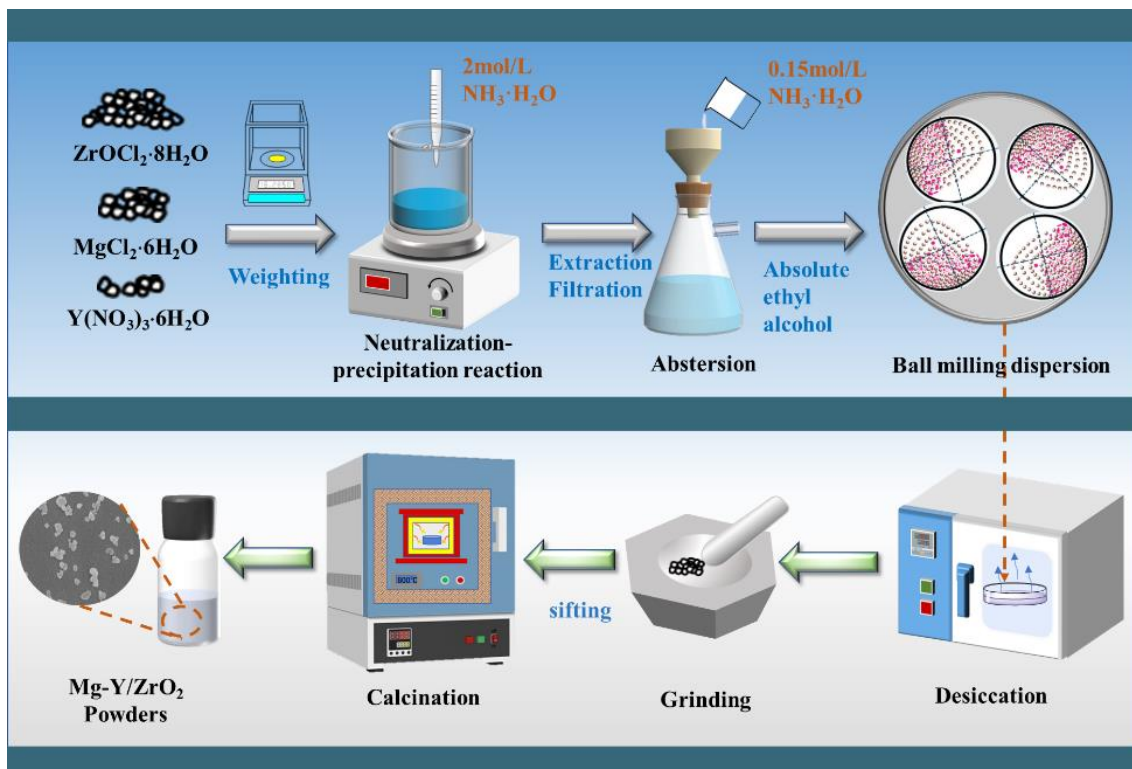 2mol/L
NH₃·H₂O
0.15mol/L
NH₃·H₂O
ZrOCl₂·8H₂O
MgCl₂·6H₂O
Y(NO₃)₃·6H₂O
Weighting
Neutralization-
precipitation reaction
Extraction
Filtration
Abstersion
Absolute
ethyl
alcohol
Ball milling dispersion
Mg-Y/ZrO₂
Powders
800°C
Calcination
sifting
Grinding
Desiccation